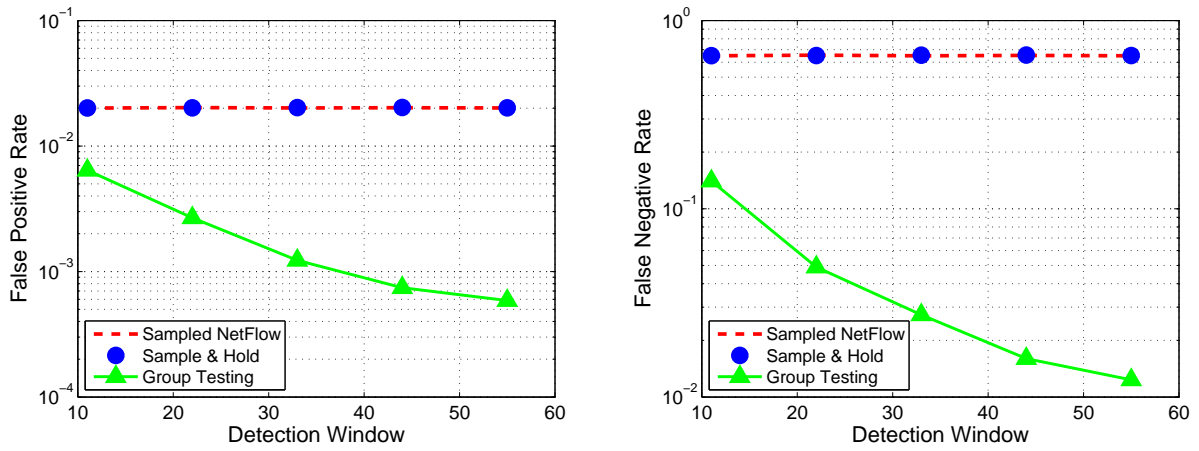 10^-1
10^-2
10^-3
10^-4
False Positive Rate
Sampled NetFlow
Sample & Hold
Group Testing
10 20 30 40 50 60
Detection Window
10^0
10^-1
10^-2
False Negative Rate
Sampled NetFlow
Sample & Hold
Group Testing
10 20 30 40 50 60
Detection Window